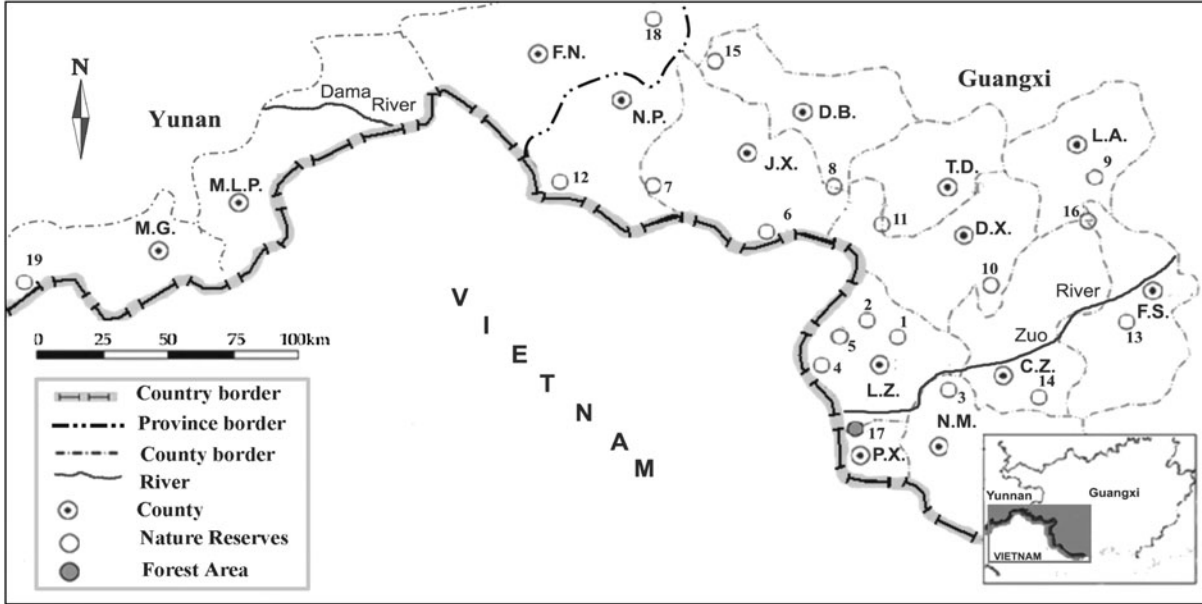 18
F.N.
15
Guangxi
N
Dama
River
Yunan
N.P.
D.B.
L.A.
J.X.
T.D.
9
8
12
7
M.L.P.
16
11
6
D.X.
M.G.
19
10
River
F.S.
VIETNAM
2
1
Zuo
13
5
0 25 50 75 100km
4
C.Z.
L.Z.
3
14
N.M.
17
P.X.
Country border
Province border
County border
River
County
Nature Reserves
Forest Area
Yunnan
Guangxi
VIETNAM